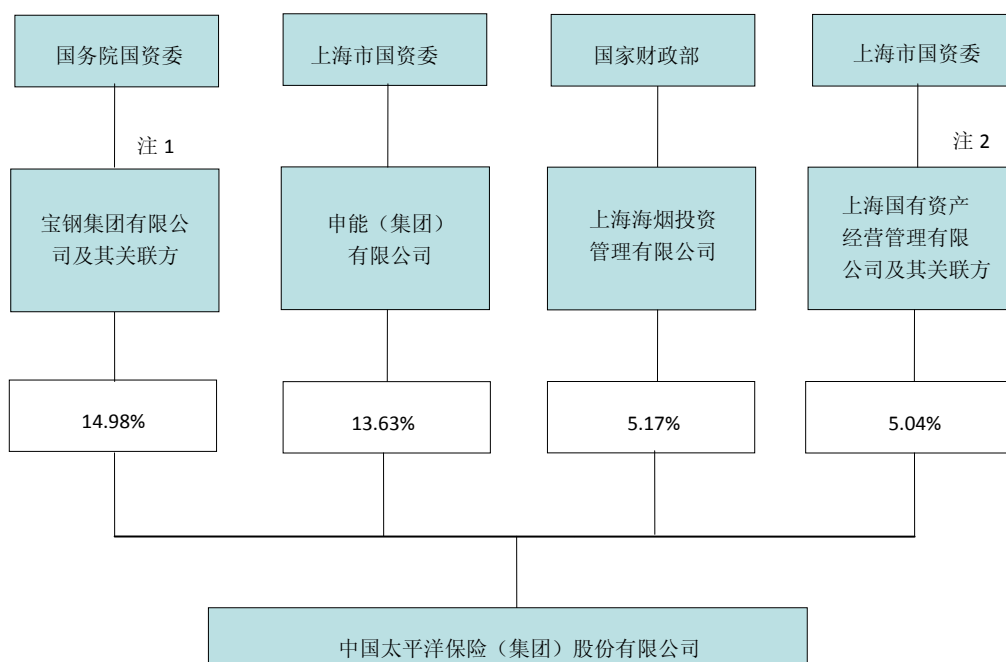 国务院国资委
上海市国资委
国家财政部
上海市国资委
注 1
注 2
宝钢集团有限公
司及其关联方
申能（集团）
有限公司
上海海烟投资
管理有限公司
上海国有资产
经营管理有限
公司及其关联方
14.98%
13.63%
5.17%
5.04%
中国太平洋保险（集团）股份有限公司